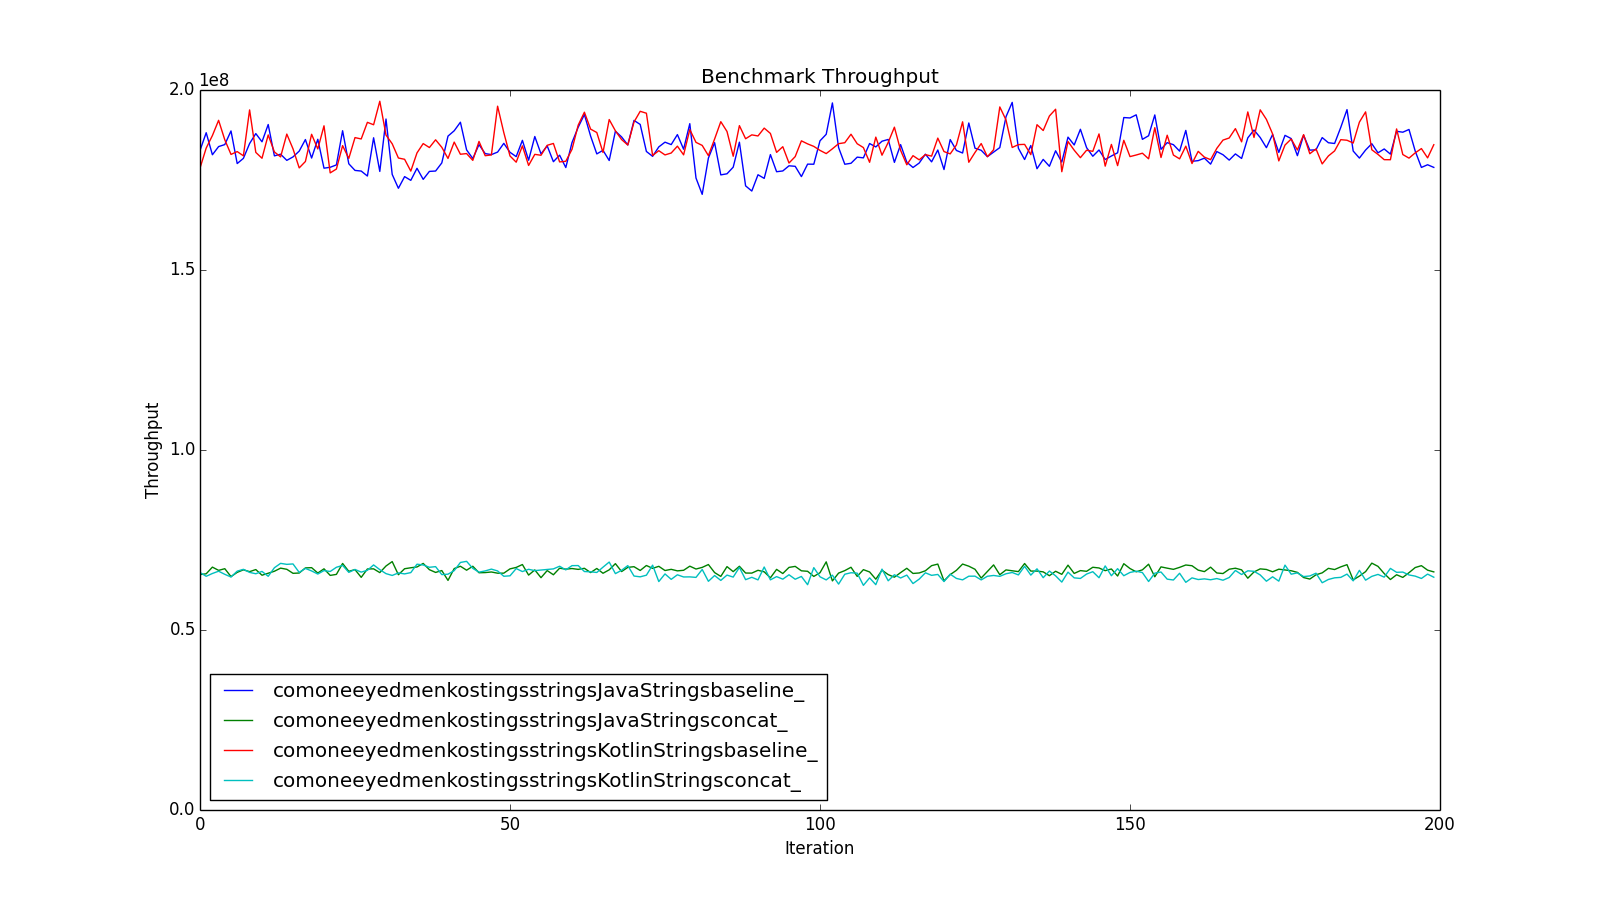 Benchmark Throughput
1e8
2.0
1.5
1.0
0.5
0.0
Throughput
0
50
100
150
200
Iteration
comoneeyedmenkostingsstringsJavaStringsbaseline_
comoneeyedmenkostingsstringsJavaStringsconcat_
comoneeyedmenkostingsstringsKotlinStringsbaseline_
comoneeyedmenkostingsstringsKotlinStringsconcat_